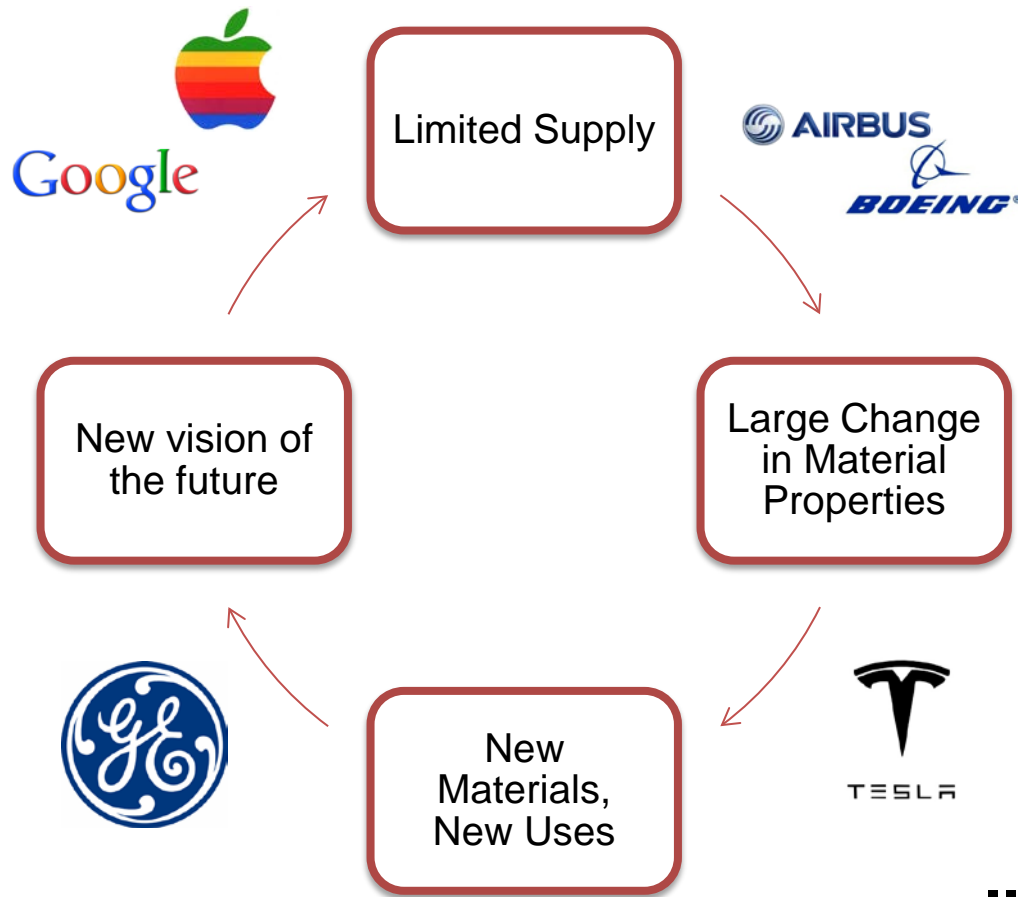 Google
Limited Supply
AIRBUS
BOEING®
New vision of
the future
Large Change
in Material
Properties
GE
New
Materials,
New Uses
TESLA